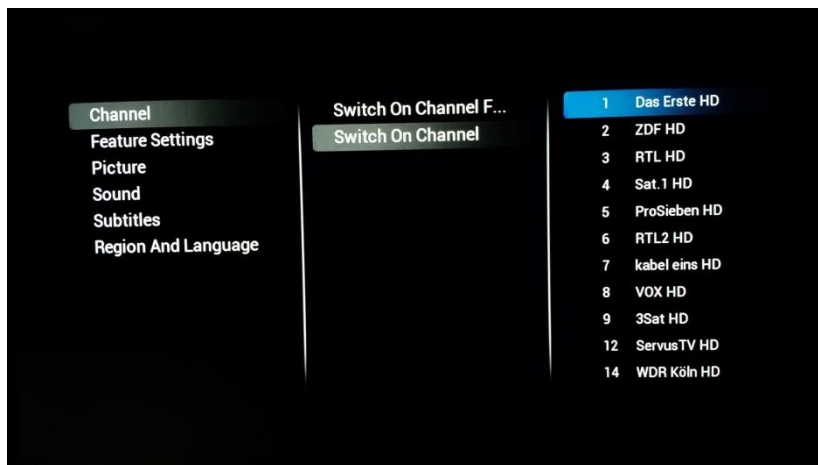 Channel
Feature Settings
Picture
Sound
Subtitles
Region And Language
Switch On Channel F...
Switch On Channel
1 Das Erste HD
2 ZDF HD
3 RTL HD
4 Sat.1 HD
5 ProSieben HD
6 RTL2 HD
7 kabel eins HD
8 VOX HD
9 3Sat HD
12 ServusTV HD
14 WDR Köln HD